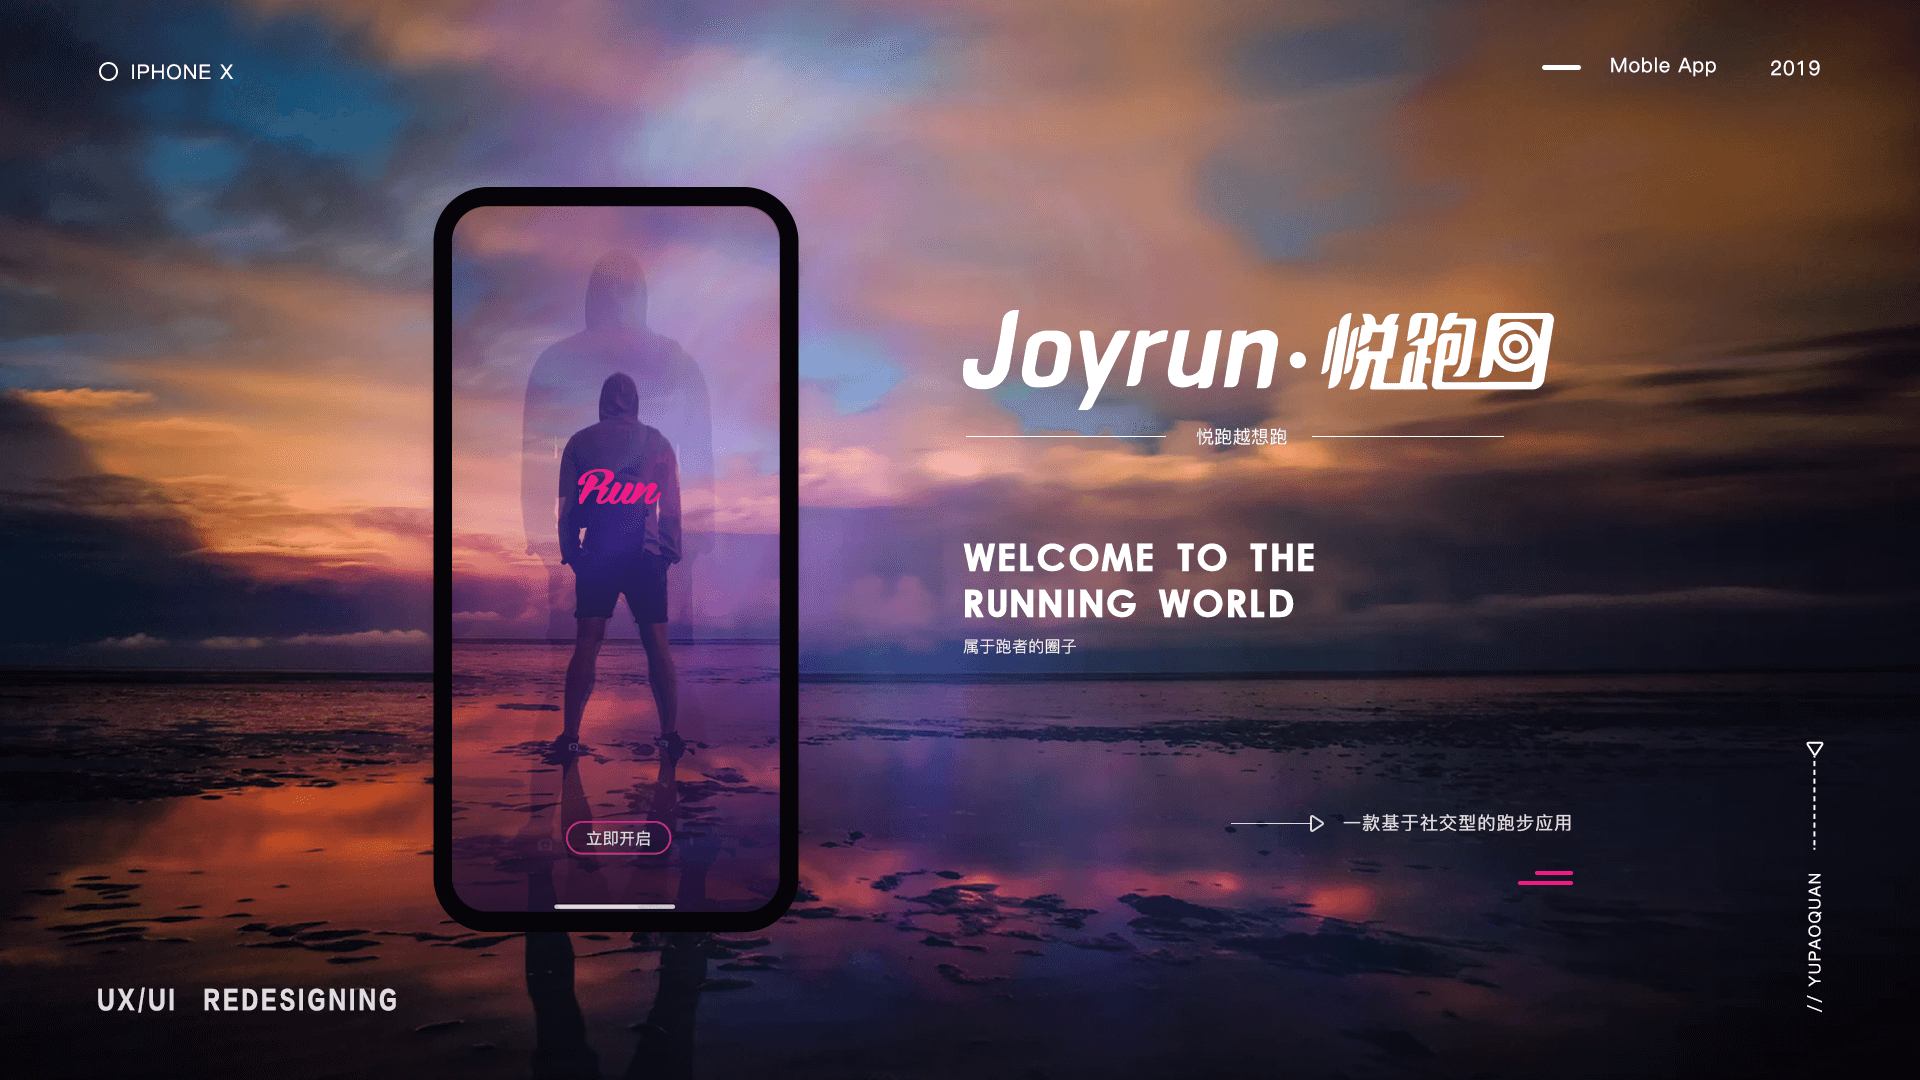 IPHONE X
Moble App
2019
Joyrun·悦跑圈
悦跑越想跑
Run
WELCOME TO THE
RUNNING WORLD
属于跑者的圈子
一款基于社交型的跑步应用
立即开启
// YUPAOQUAN
UX/UI REDESIGNING